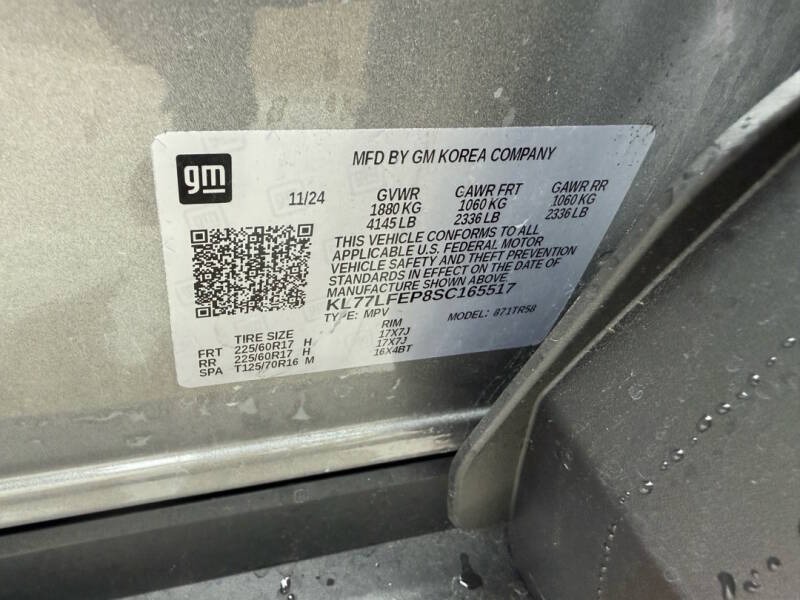 gm
MFD BY GM KOREA COMPANY
11/24 GVWR GAWR FRT GAWR RR
1880 KG 1060 KG 1060 KG
4145 LB 2336 LB 2336 LB
THIS VEHICLE CONFORMS TO ALL
APPLICABLE U.S. FEDERAL MOTOR
VEHICLE SAFETY AND THEFT PREVENTION
STANDARDS IN EFFECT ON THE DATE OF
MANUFACTURE SHOWN ABOVE
KL77LFEP8SC165517
TYPE: MPV MODEL: 871TR58
TIRE SIZE RIM
FRT 225/60R17 H 17X7J
RR 225/60R17 H 17X7J
SPA T125/70R16 M 16X4BT